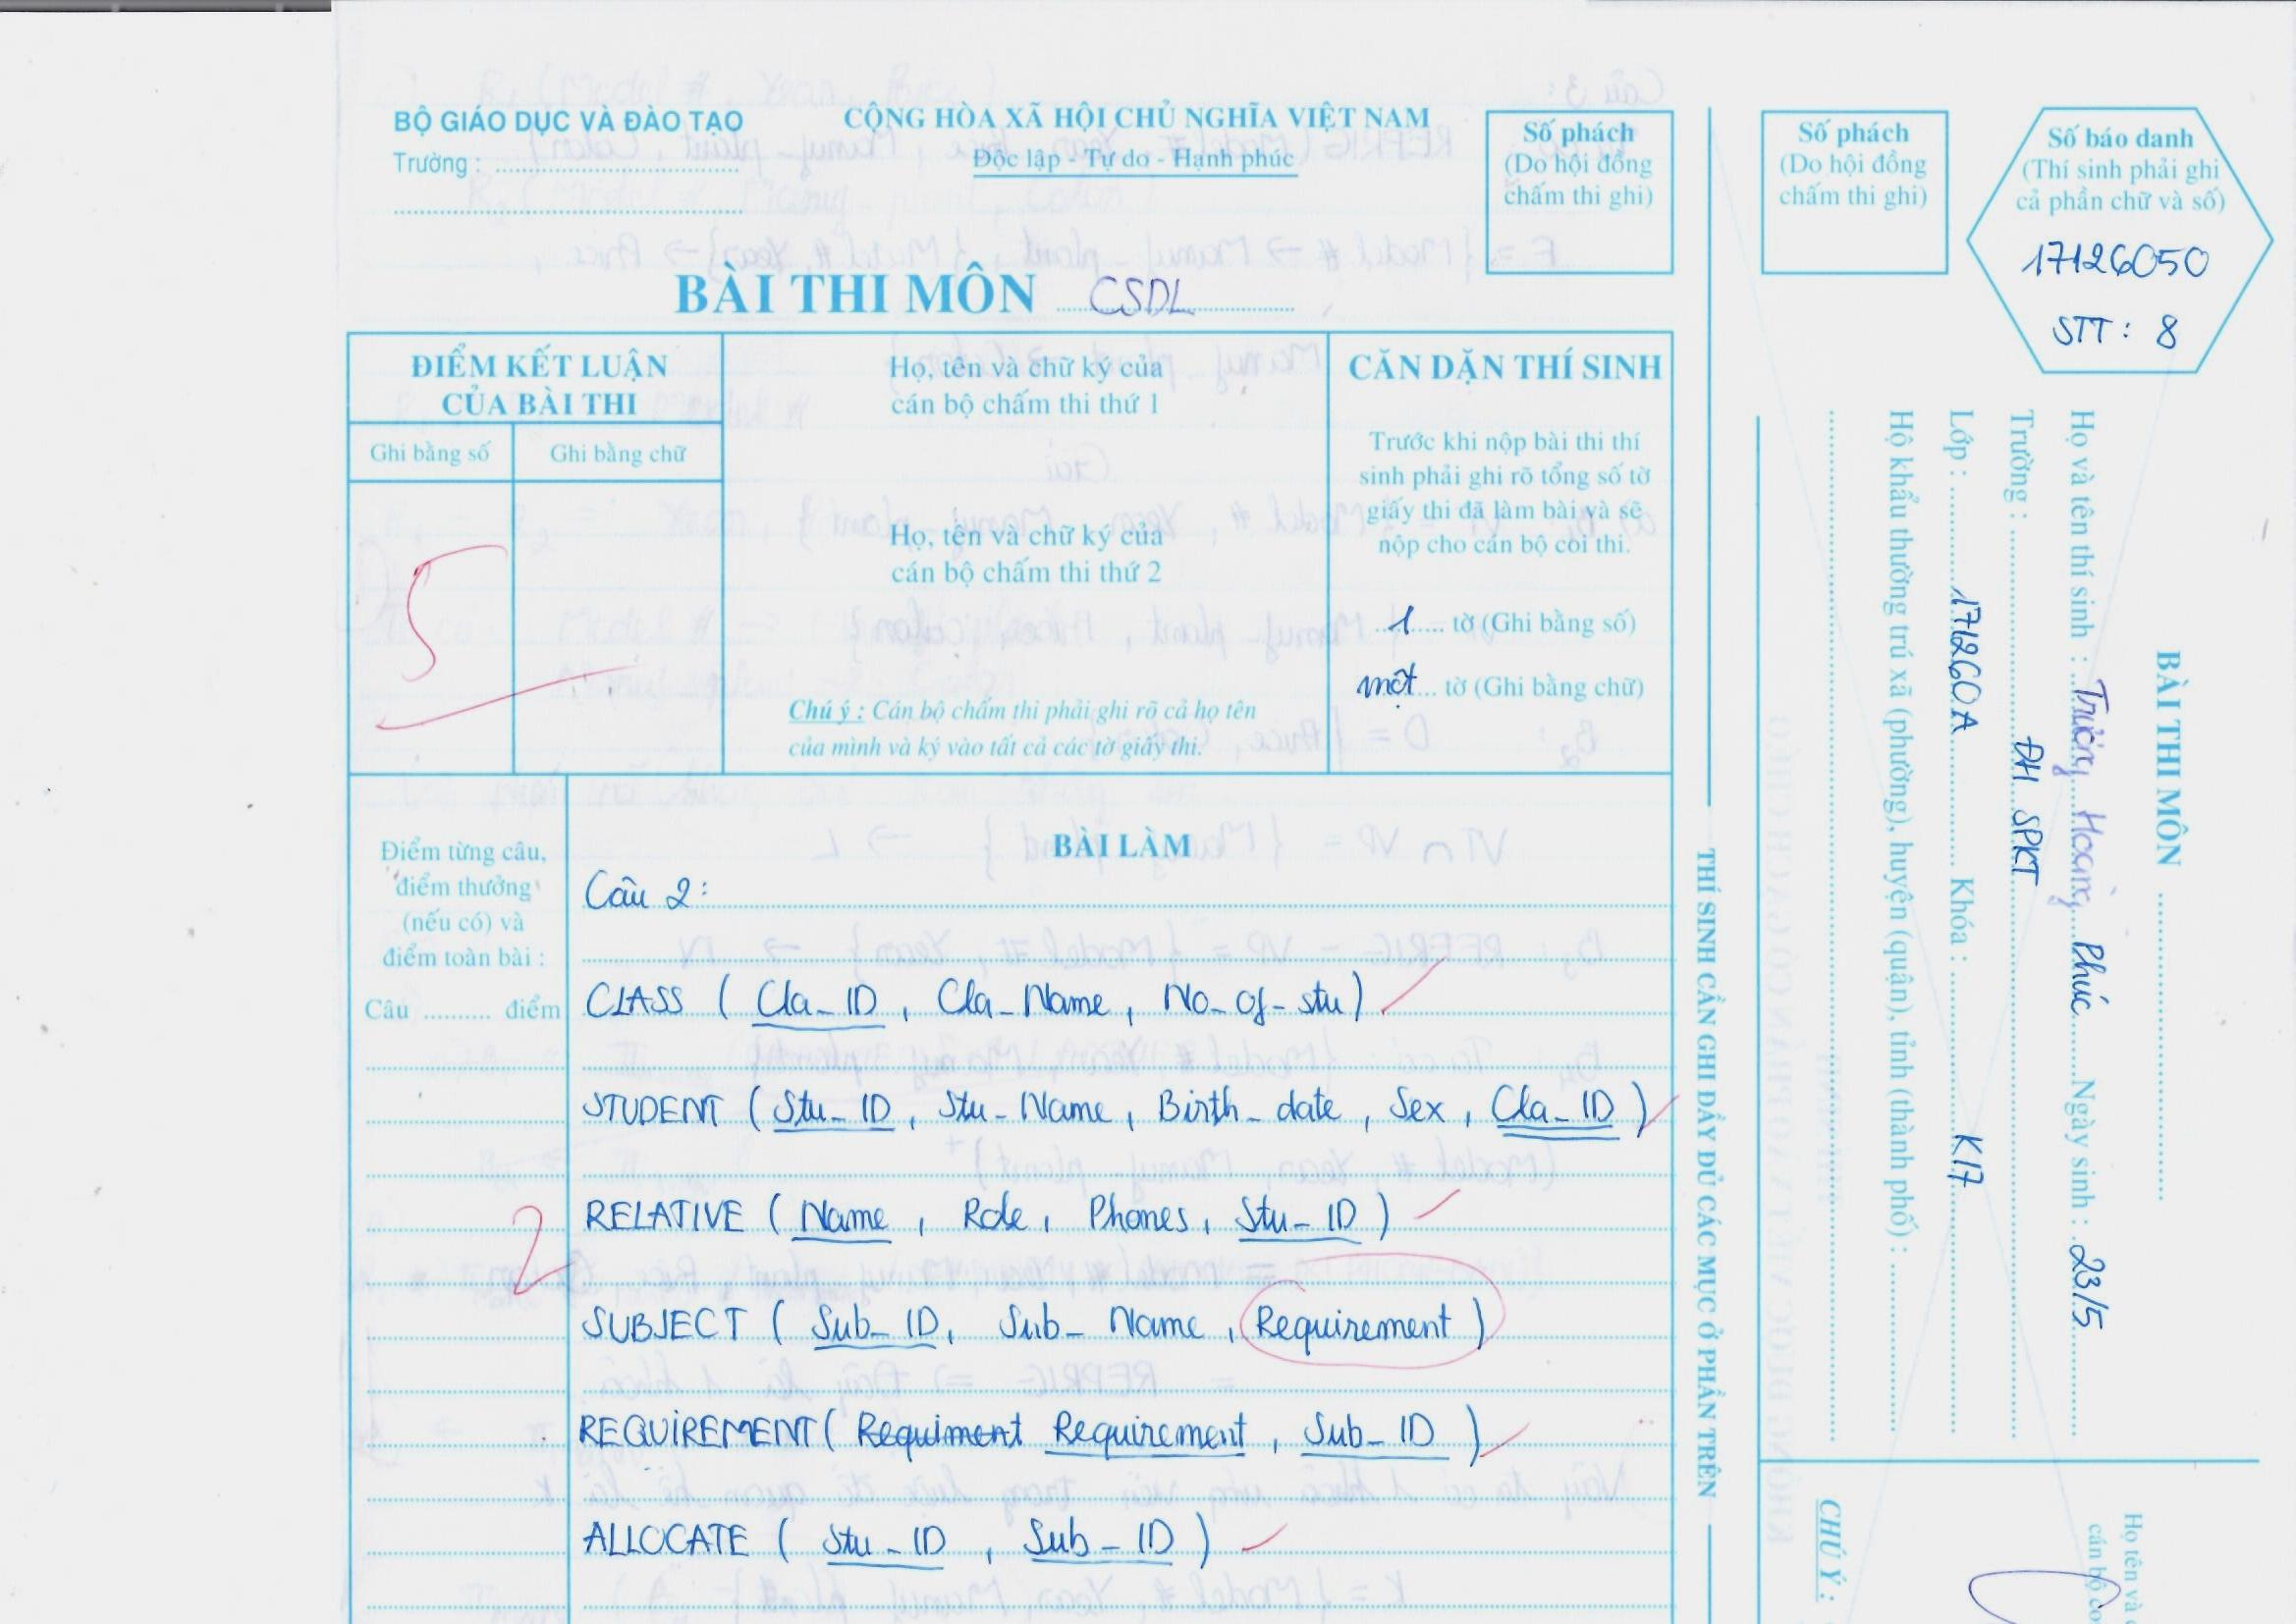 BỘ GIÁO DỤC VÀ ĐÀO TẠO
Trường :
CỘNG HÒA XÃ HỘI CHỦ NGHĨA VIỆT NAM
Độc lập - Tự do - Hạnh phúc
BÀI THI MÔN CSDL
Số phách
(Do hội đồng
chấm thi ghi)
ĐIỂM KẾT LUẬN
CỦA BÀI THI
Ghi bằng số
Ghi bằng chữ
5
Họ, tên và chữ ký của
cán bộ chấm thi thứ 1
Họ, tên và chữ ký của
cán bộ chấm thi thứ 2
Chú ý : Cán bộ chấm thi phải ghi rõ cả họ tên
của mình và ký vào tất cả các tờ giấy thi.
CĂN DẶN THÍ SINH
Trước khi nộp bài thi thí
sinh phải ghi rõ tổng số tờ
giấy thi đã làm bài và sẽ
nộp cho cán bộ coi thi.
1 tờ (Ghi bằng số)
một tờ (Ghi bằng chữ)
Điểm từng câu,
điểm thưởng
(nếu có) và
điểm toàn bài :
Câu .......... điểm
2
BÀI LÀM
Câu 2:
CLASS ( Cla_ID , Cla_Name , No_of_stu )
STUDENT ( Stu_ID , Stu_Name , Birth_date , Sex , Cla_ID )
RELATIVE ( Name , Role , Phones , Stu_ID )
SUBJECT ( Sub_ID , Sub_Name , Requirement )
REQUIREMENT ( Requiment Requirement , Sub_ID )
ALLOCATE ( Stu_ID , Sub_ID )
THÍ SINH CẦN GHI ĐẦY ĐỦ CÁC MỤC Ở PHẦN TRÊN
Số phách
(Do hội đồng
chấm thi ghi)
Số báo danh
(Thí sinh phải ghi
cả phần chữ và số)
17126050
STT : 8
BÀI THI MÔN
Họ và tên thí sinh : Trương Hoàng Phúc Ngày sinh : 23/5
Trường : ĐH SPKT
Lớp : 171260A Khóa : K17
Hộ khẩu thường trú xã (phường), huyện (quận), tỉnh (thành phố) :
CHÚ Ý :
Họ tên và
cán bộ